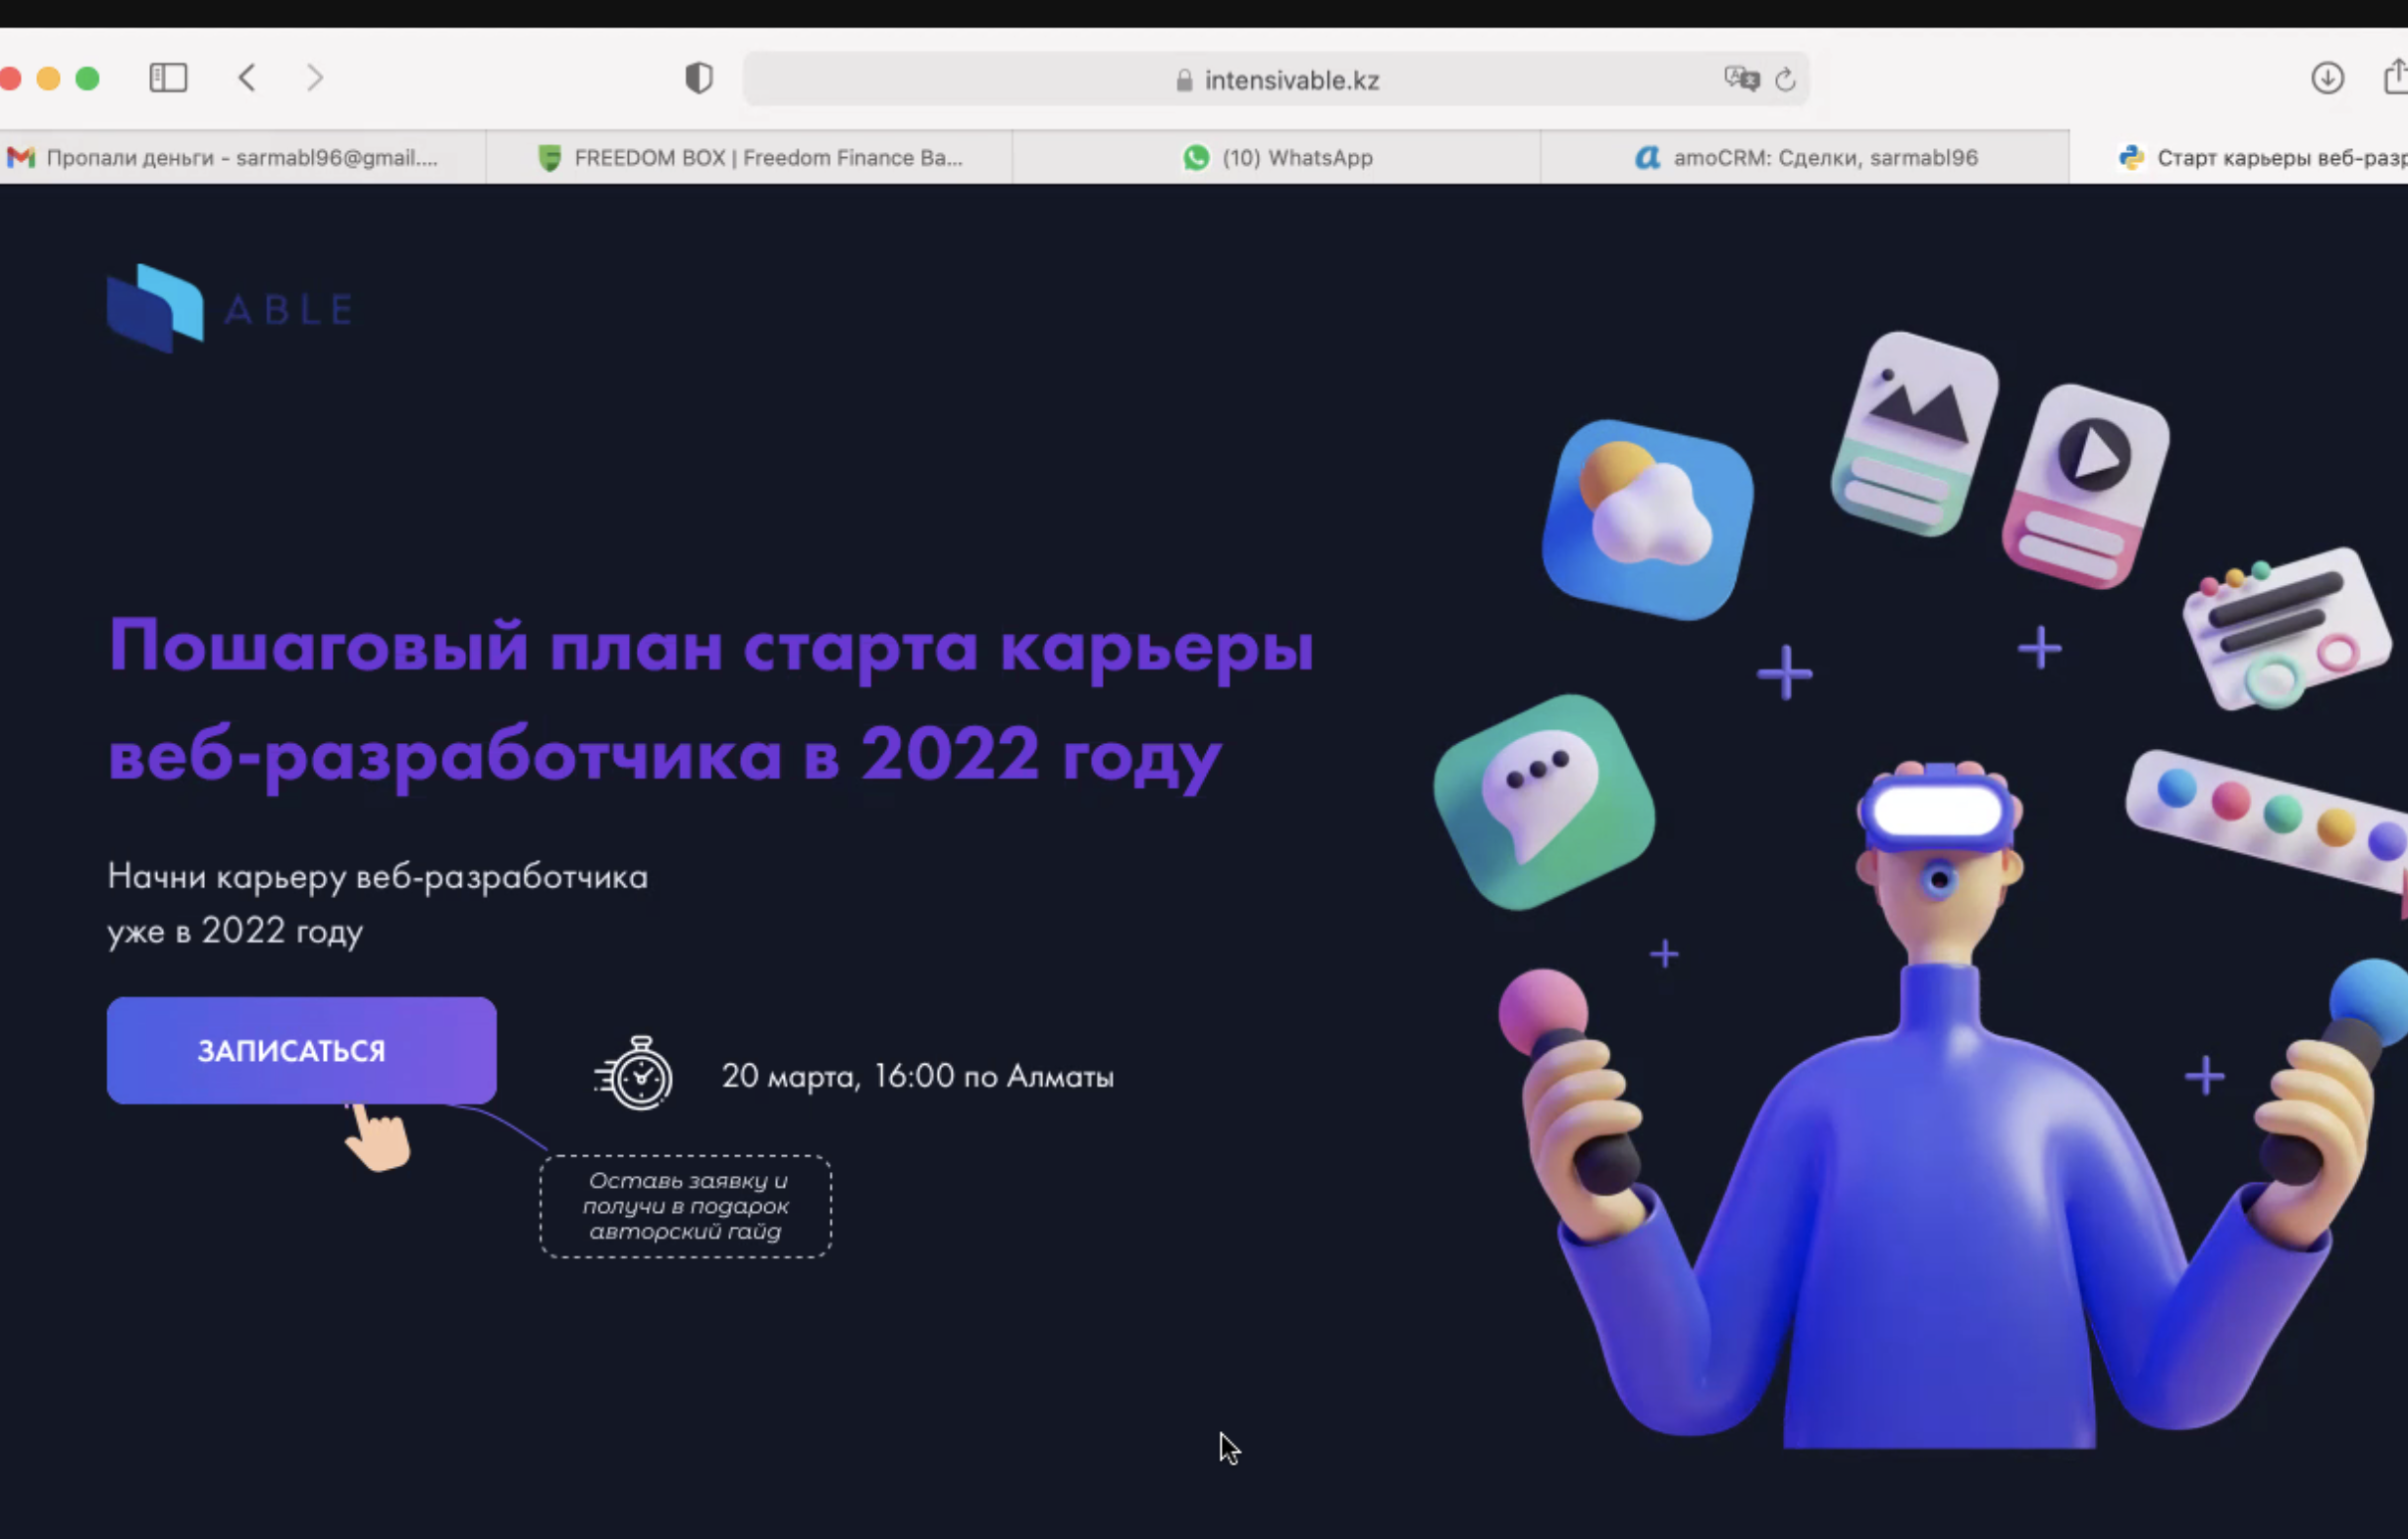 intensivable.kz
Пропали деньги - sarmabl96@gmail....
FREEDOM BOX | Freedom Finance Ba...
(10) WhatsApp
amoCRM: Сделки, sarmabl96
Старт карьеры веб-разр
ABLE
Пошаговый план старта карьеры
веб-разработчика в 2022 году
Начни карьеру веб-разработчика
уже в 2022 году
ЗАПИСАТЬСЯ
20 марта, 16:00 по Алматы
Оставь заявку и
получи в подарок
авторский гайд